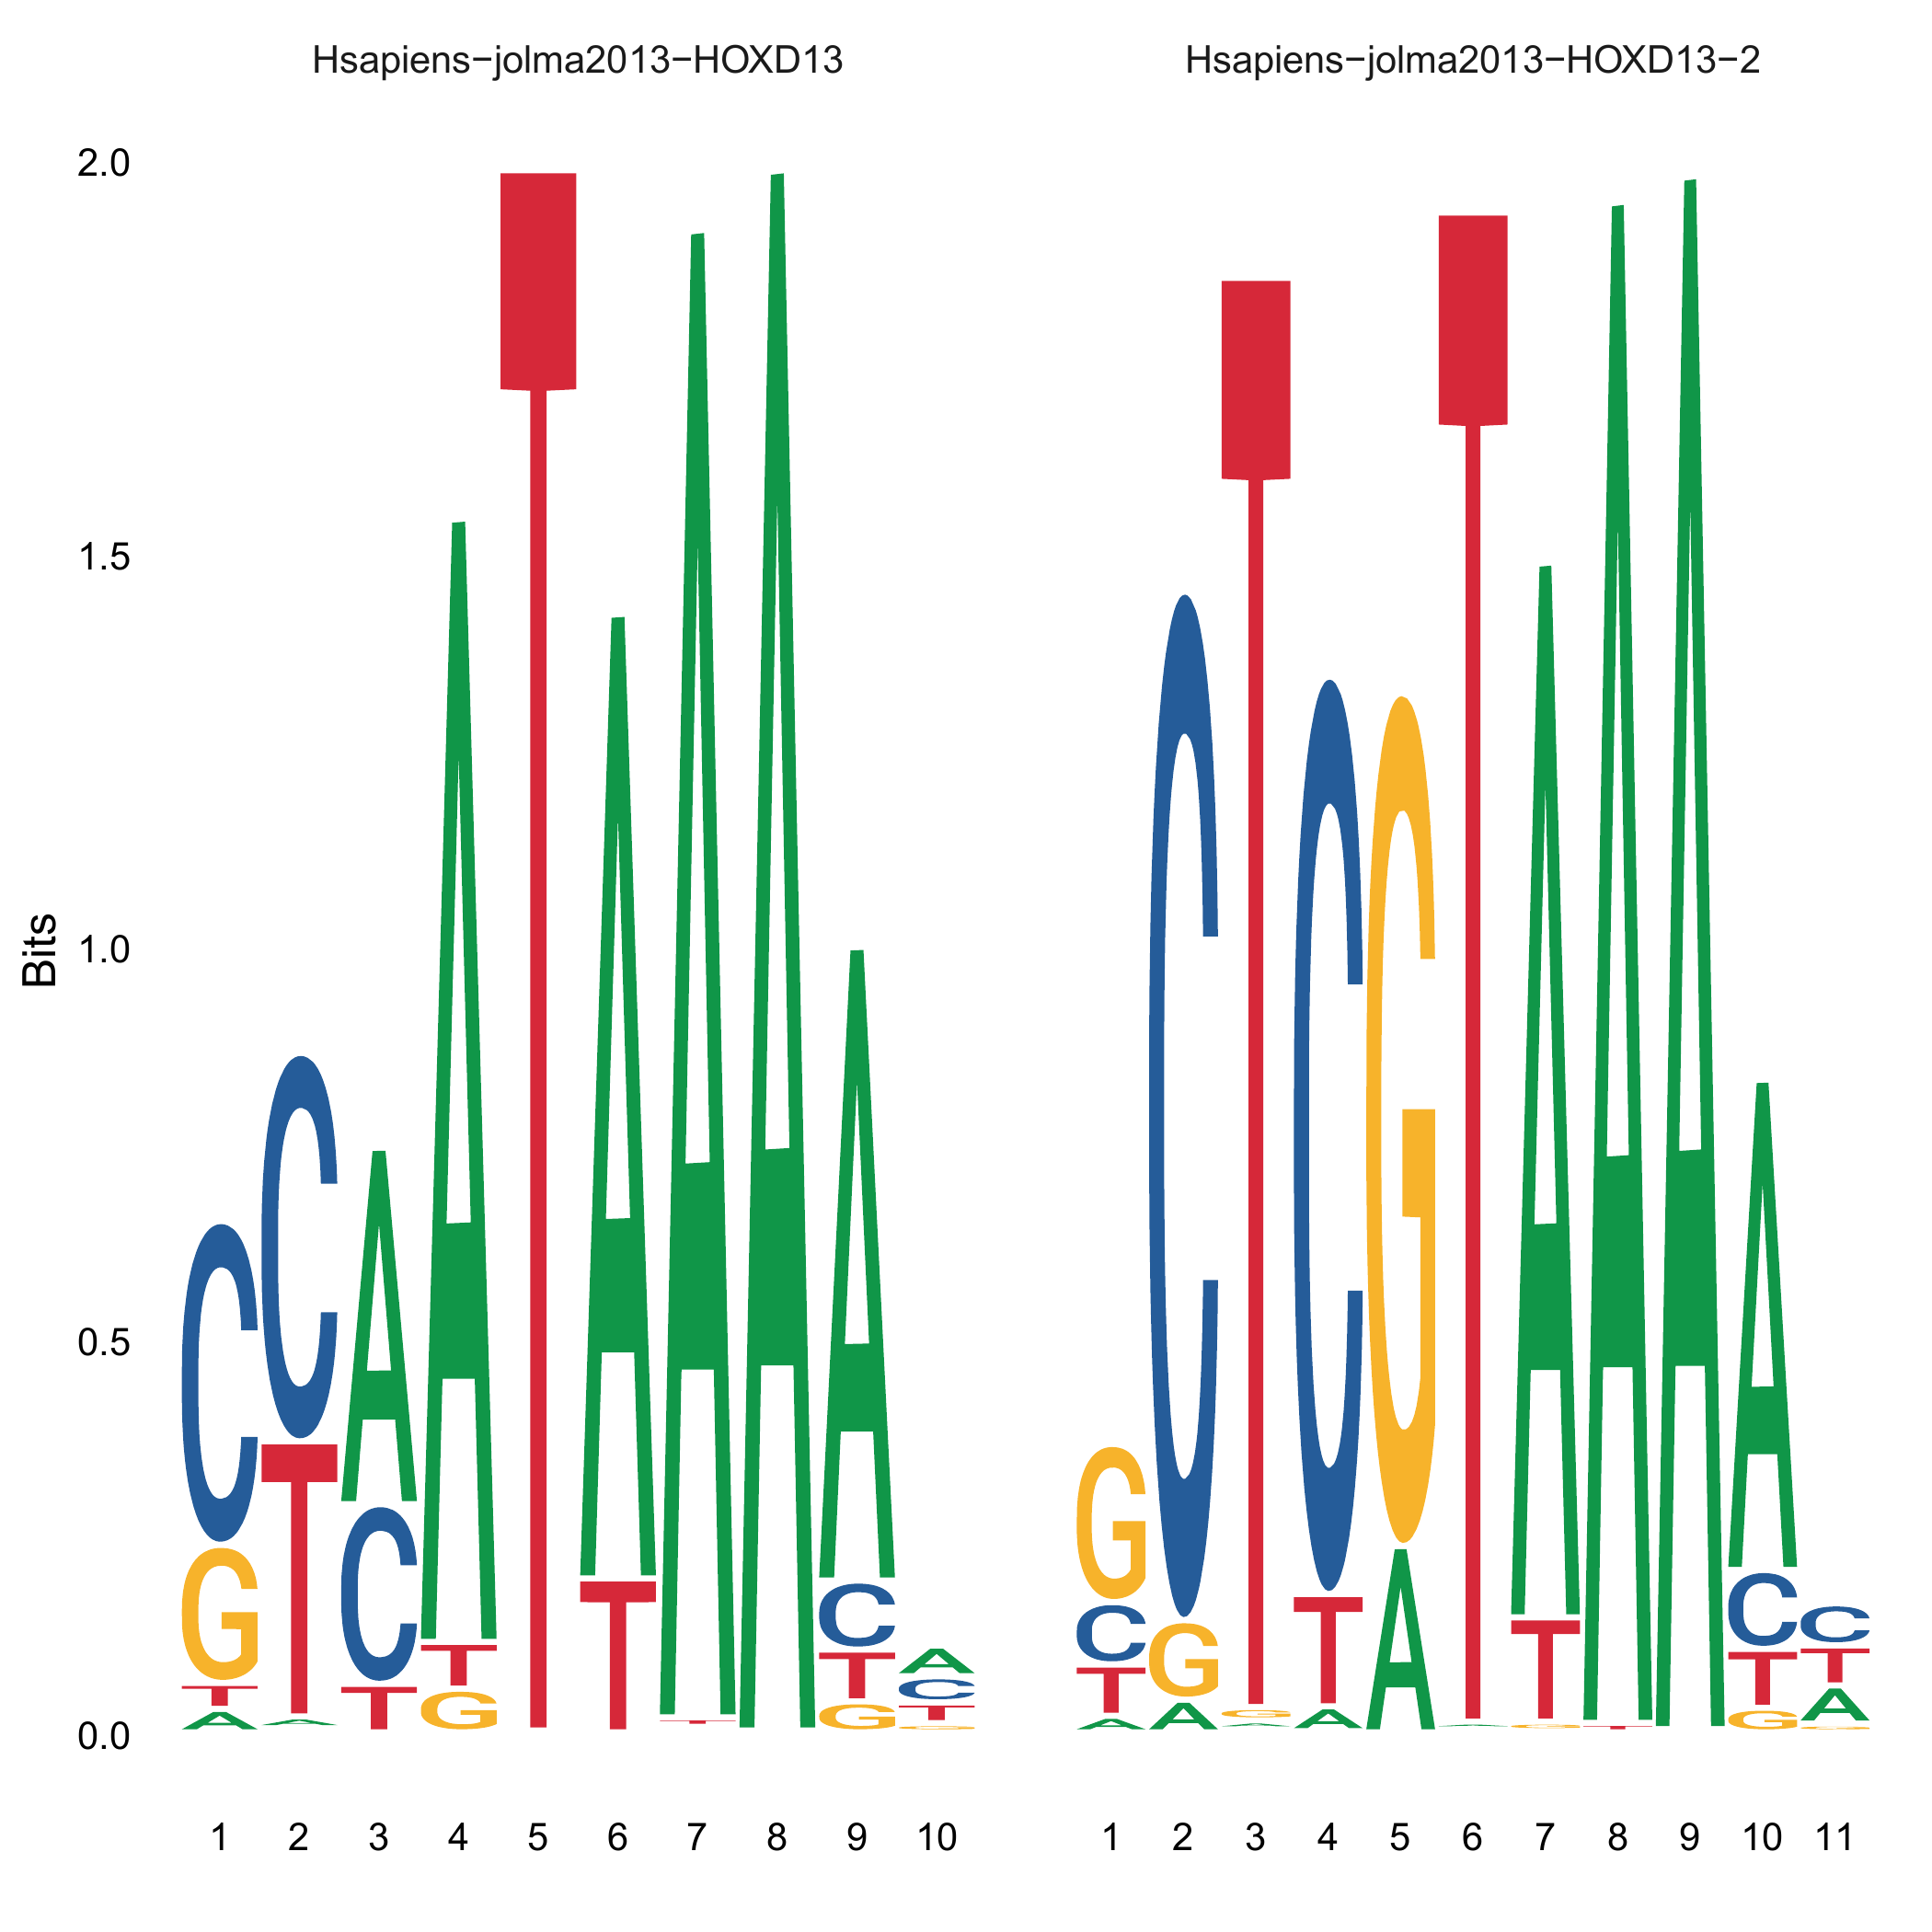 Hsapiens−jolma2013−HOXD13 Hsapiens−jolma2013−HOXD13−2
2.0
1.5
1.0
0.5
0.0
Bits
C G T A
C T A
A C T
A T G
T
A T
A T
A
A C T G
A C T G
G C T A
C G A
T G A
C T A
G A
T A
A T G
A T
A
A C T G
C T A G
1 2 3 4 5 6 7 8 9 10 1 2 3 4 5 6 7 8 9 10 11